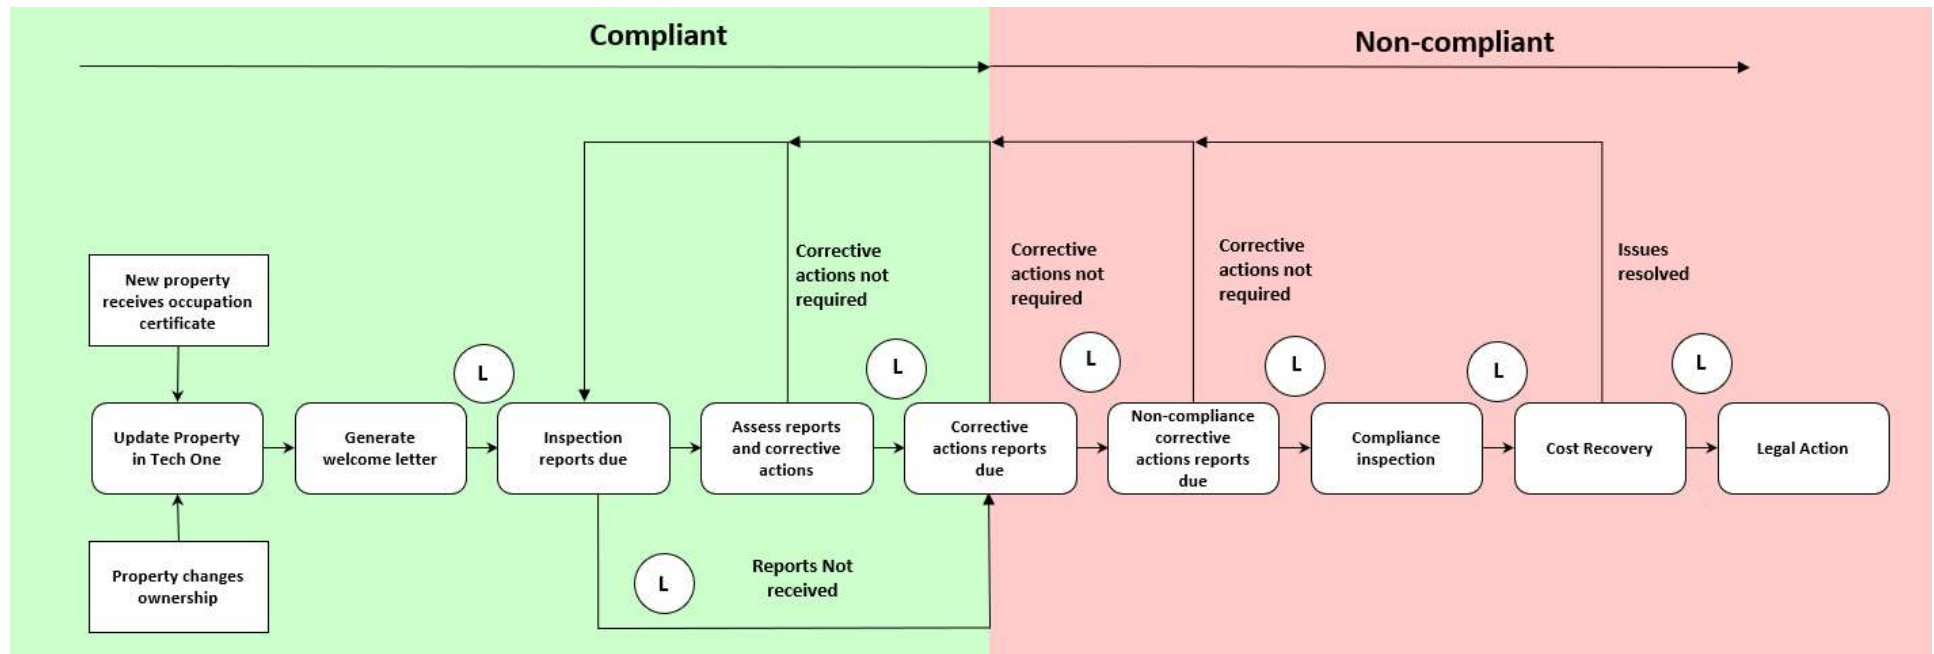 Compliant
Non-compliant
New property
receives occupation
certificate
Corrective
actions not
required
Corrective
actions not
required
Corrective
actions not
required
Issues
resolved
L
L
L
L
L
L
Update Property
in Tech One
Generate
welcome letter
Inspection
reports due
Assess reports
and corrective
actions
Corrective
actions reports
due
Non-compliance
corrective
actions reports
due
Compliance
inspection
Cost Recovery
Legal Action
Property changes
ownership
L
Reports Not
received